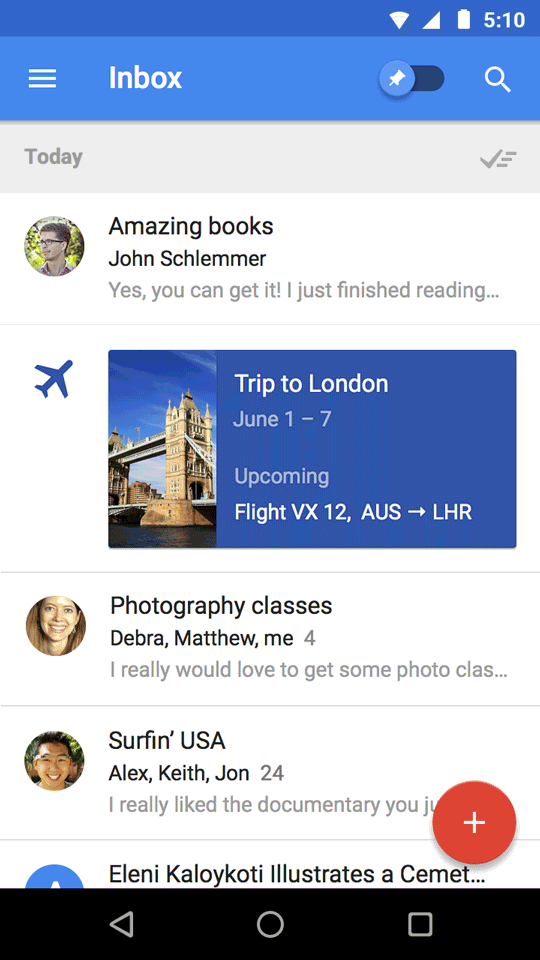 5:10
Inbox
Today
Amazing books
John Schlemmer
Yes, you can get it! I just finished reading...
Trip to London
June 1 – 7
Upcoming
Flight VX 12, AUS → LHR
Photography classes
Debra, Matthew, me 4
I really would love to get some photo clas...
Surfin’ USA
Alex, Keith, Jon 24
I really liked the documentary you
+
Eleni Kaloykoti Illustrates a Cemet...